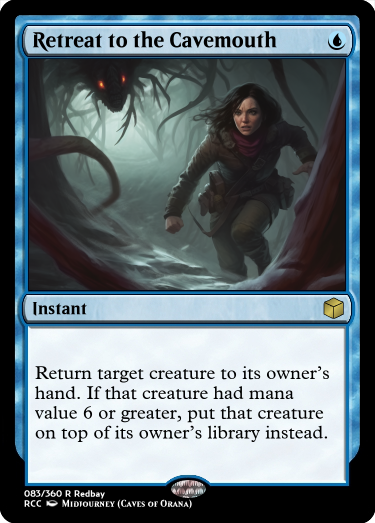 Retreat to the Cavemouth
Instant
Return target creature to its owner's
hand. If that creature had mana
value 6 or greater, put that creature
on top of its owner's library instead.
083/360 R Redbay
RCC Midjourney (Caves of Orana)